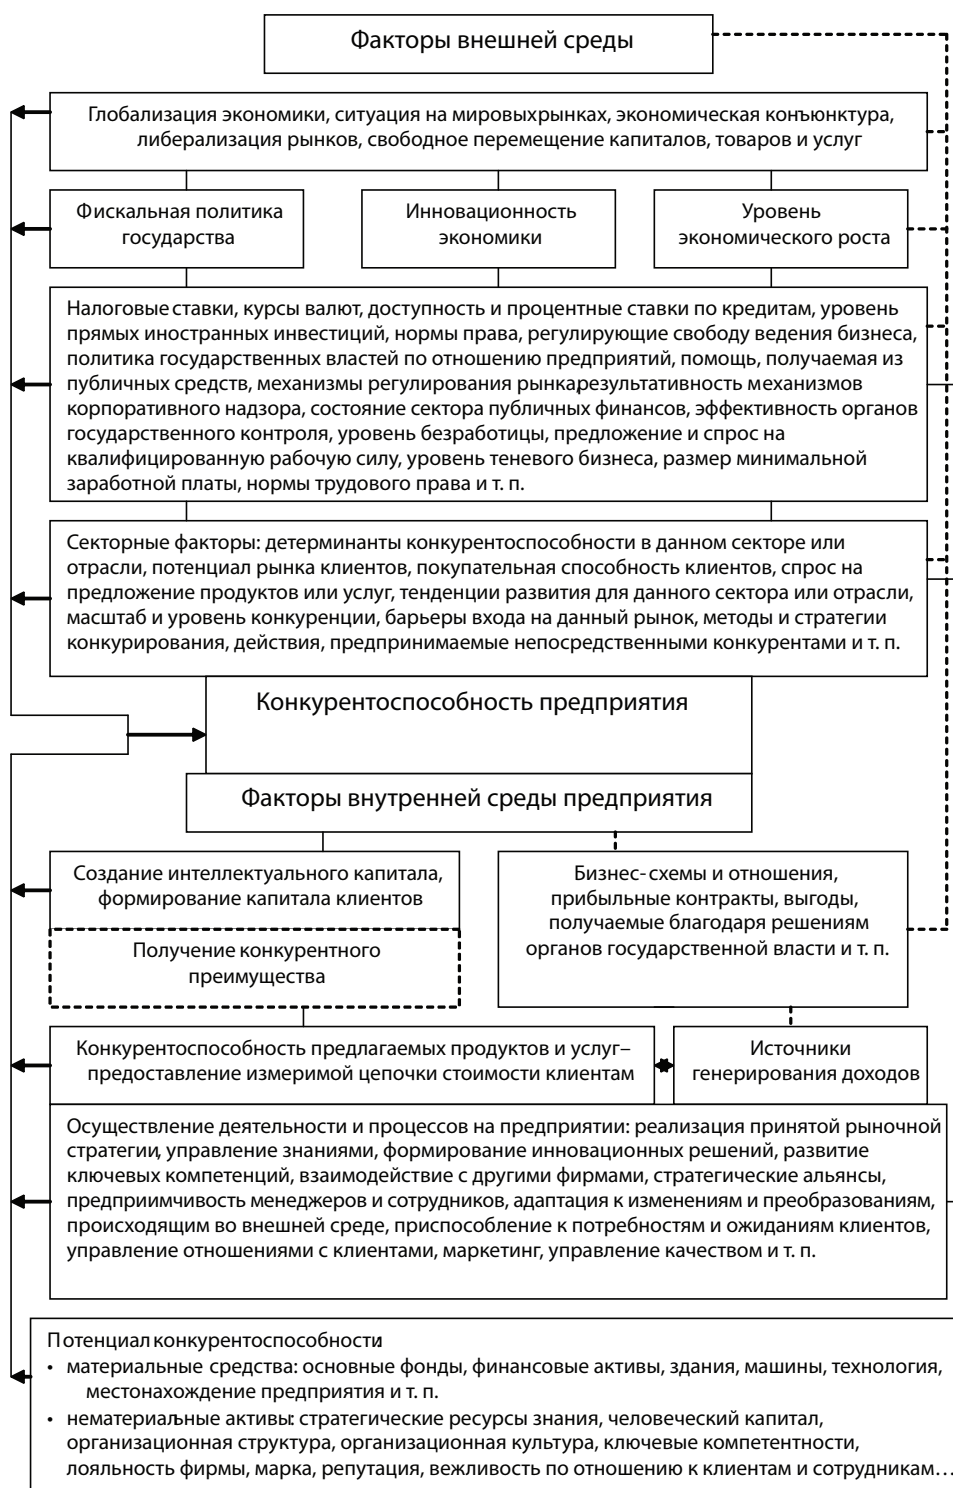 Факторы внешней среды
Глобализация экономики, ситуация на мировыхрынках, экономическая конъюнктура,
либерализация рынков, свободное перемещение капиталов, товаров и услуг
Фискальная политика
государства
Инновационность
экономики
Уровень
экономического роста
Налоговые ставки, курсы валют, доступность и процентные ставки по кредитам, уровень
прямых иностранных инвестиций, нормы права, регулирующие свободу ведения бизнеса,
политика государственных властей по отношению предприятий, помощь, получаемая из
публичных средств, механизмы регулирования рынка,результативность механизмов
корпоративного надзора, состояние сектора публичных финансов, эффективность органов
государственного контроля, уровень безработицы, предложение и спрос на
квалифицированную рабочую силу, уровень теневого бизнеса, размер минимальной
заработной платы, нормы трудового права и т. п.
Секторные факторы: детерминанты конкурентоспособности в данном секторе или
отрасли, потенциал рынка клиентов, покупательная способность клиентов, спрос на
предложение продуктов или услуг, тенденции развития для данного сектора или отрасли,
масштаб и уровень конкуренции, барьеры входа на данный рынок, методы и стратегии
конкурирования, действия, предпринимаемые непосредственными конкурентами и т. п.
Конкурентоспособность предприятия
Факторы внутренней среды предприятия
Создание интеллектуального капитала,
формирование капитала клиентов
Получение конкурентного
преимущества
Бизнес-схемы и отношения,
прибыльные контракты, выгоды,
получаемые благодаря решениям
органов государственной власти и т. п.
Конкурентоспособность предлагаемых продуктов и услуг–
предоставление измеримой цепочки стоимости клиентам
Источники
генерирования доходов
Осуществление деятельности и процессов на предприятии: реализация принятой рыночной
стратегии, управление знаниями, формирование инновационных решений, развитие
ключевых компетенций, взаимодействие с другими фирмами, стратегические альянсы,
предприимчивость менеджеров и сотрудников, адаптация к изменениям и преобразованиям,
происходящим во внешней среде, приспособление к потребностям и ожиданиям клиентов,
управление отношениями с клиентами, маркетинг, управление качеством и т. п.
Потенциал конкурентоспособности:
• материальные средства: основные фонды, финансовые активы, здания, машины, технология,
местонахождение предприятия и т. п.
• нематериальные активы: стратегические ресурсы знания, человеческий капитал,
организационная структура, организационная культура, ключевые компетентности,
лояльность фирмы, марка, репутация, вежливость по отношению к клиентам и сотрудникам…